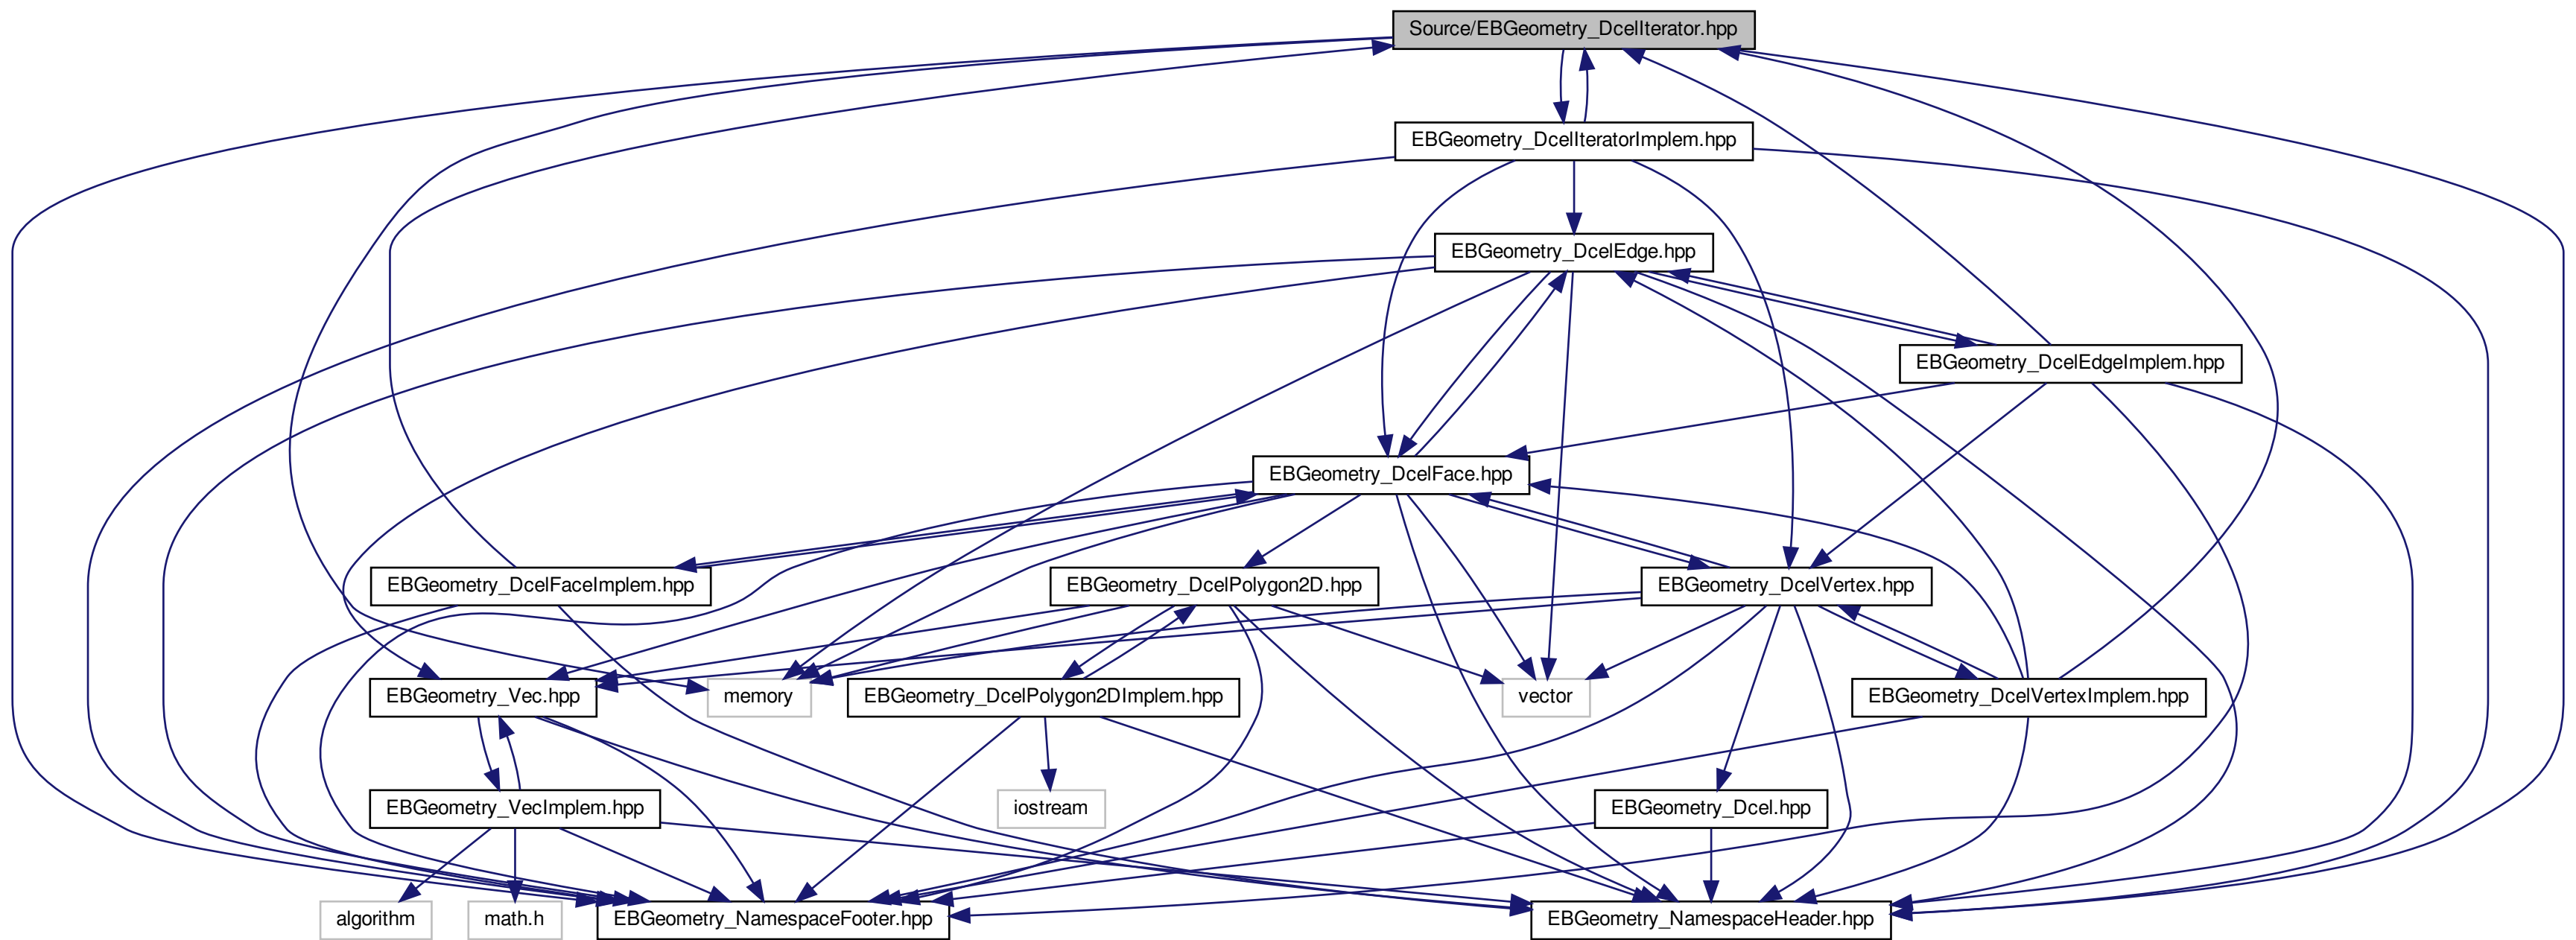 Source/EBGeometry_DcelIterator.hpp
EBGeometry_DcelIteratorImplem.hpp
EBGeometry_DcelEdge.hpp
EBGeometry_DcelEdgeImplem.hpp
EBGeometry_DcelFace.hpp
EBGeometry_DcelFaceImplem.hpp
EBGeometry_DcelPolygon2D.hpp
EBGeometry_DcelVertex.hpp
EBGeometry_Vec.hpp
memory
EBGeometry_DcelPolygon2DImplem.hpp
vector
EBGeometry_DcelVertexImplem.hpp
EBGeometry_VecImplem.hpp
iostream
EBGeometry_Dcel.hpp
algorithm
math.h
EBGeometry_NamespaceFooter.hpp
EBGeometry_NamespaceHeader.hpp